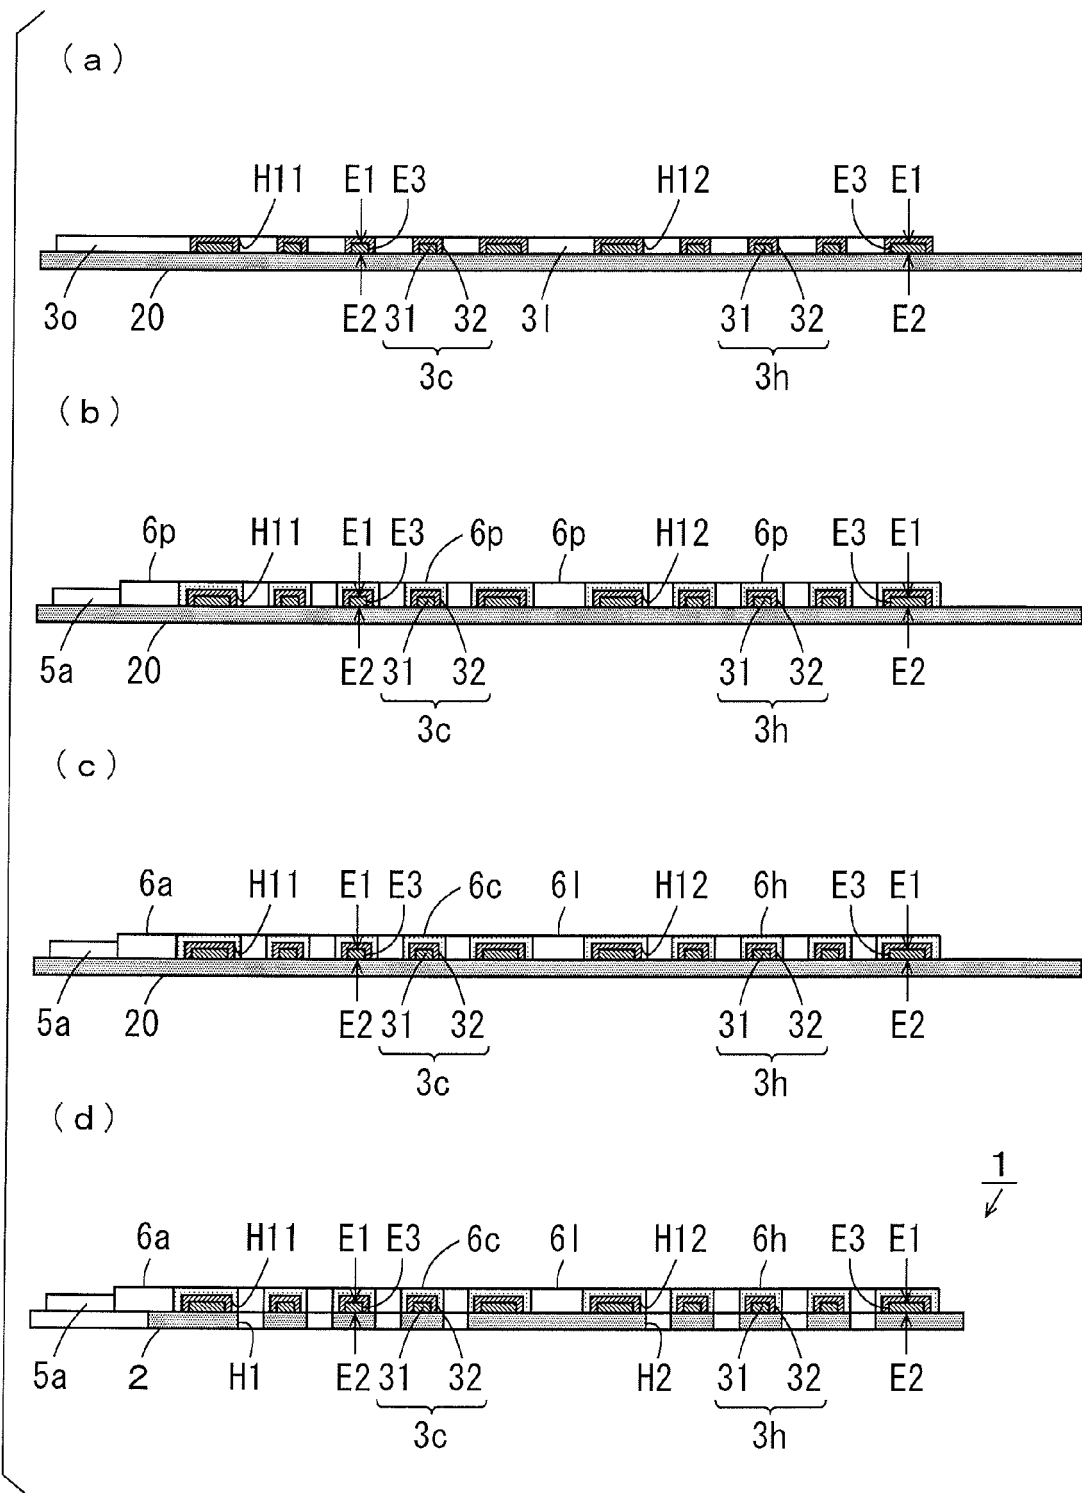 (a)
H11 E1 E3 H12 E3 E1
3o 20 E2 31 32 3l 31 32 E2
3c 3h
(b)
6p H11 E1 E3 6p 6p H12 6p E3 E1
5a 20 E2 31 32 31 32 E2
3c 3h
(c)
6a H11 E1 E3 6c 6l H12 6h E3 E1
5a 20 E2 31 32 31 32 E2
3c 3h
(d)
1
6a H11 E1 E3 6c 6l H12 6h E3 E1
5a 2 H1 E2 31 32 H2 31 32 E2
3c 3h